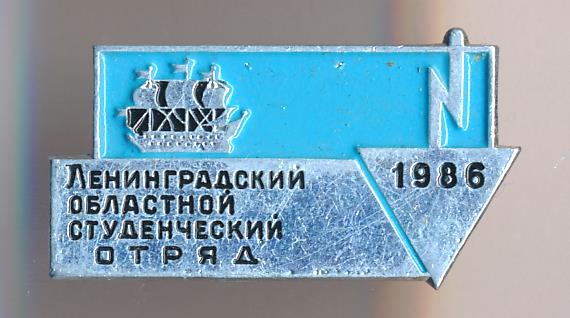 Ленинградский
областной
студенческий
отряд
1986